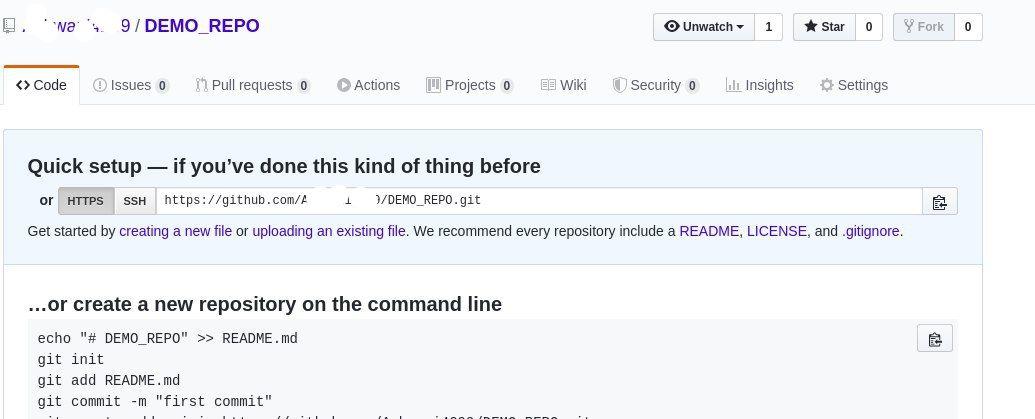 / DEMO_REPO
Unwatch 1 Star 0 Fork 0
Code Issues 0 Pull requests 0 Actions Projects 0 Wiki Security 0 Insights Settings
Quick setup — if you’ve done this kind of thing before
or HTTPS SSH https://github.com/ /DEMO_REPO.git
Get started by creating a new file or uploading an existing file. We recommend every repository include a README, LICENSE, and .gitignore.
…or create a new repository on the command line
echo "# DEMO_REPO" >> README.md
git init
git add README.md
git commit -m "first commit"